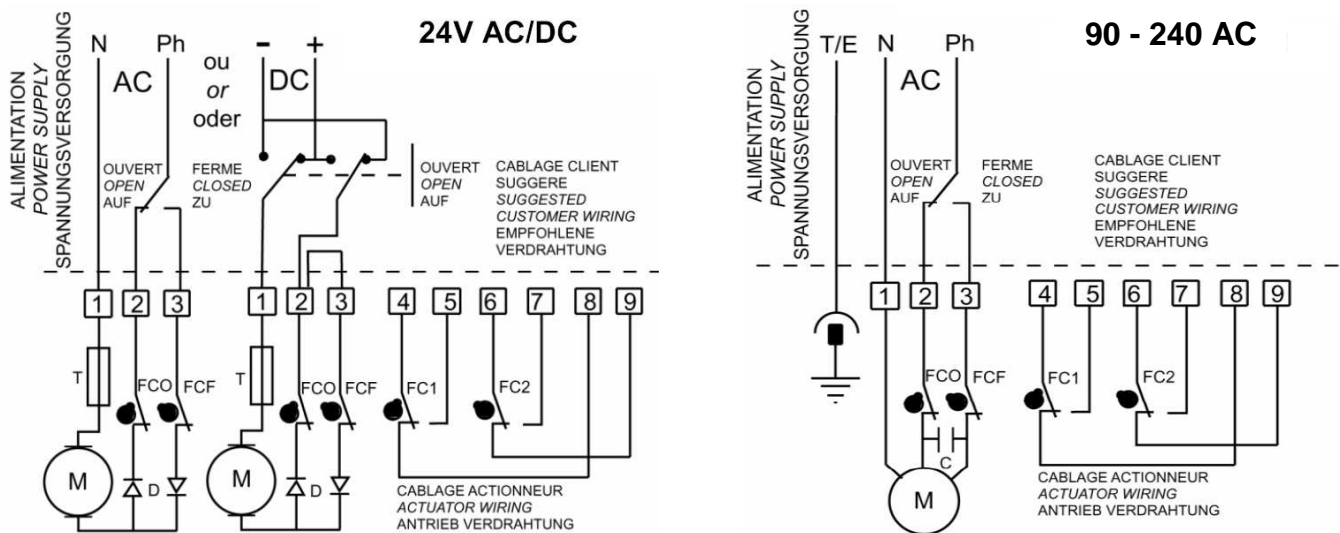 24V AC/DC
N Ph - +
AC
ou
or
oder
DC
ALIMENTATION
POWER SUPPLY
SPANNUNGSVERSORGUNG
OUVERT
OPEN
AUF
FERME
CLOSED
ZU
OUVERT
OPEN
AUF
CABLAGE CLIENT
SUGGERE
SUGGESTED
CUSTOMER WIRING
EMPFOHLENE
VERDRAHTUNG
1 2 3 1 2 3 4 5 6 7 8 9
T FCO FCF T FCO FCF FC1 FC2
M D M D
CABLAGE ACTIONNEUR
ACTUATOR WIRING
ANTRIEB VERDRAHTUNG
90 - 240 AC
T/E N Ph
AC
ALIMENTATION
POWER SUPPLY
SPANNUNGSVERSORGUNG
OUVERT
OPEN
AUF
FERME
CLOSED
ZU
CABLAGE CLIENT
SUGGERE
SUGGESTED
CUSTOMER WIRING
EMPFOHLENE
VERDRAHTUNG
1 2 3 4 5 6 7 8 9
FCO FCF FC1 FC2
C
M
CABLAGE ACTIONNEUR
ACTUATOR WIRING
ANTRIEB VERDRAHTUNG